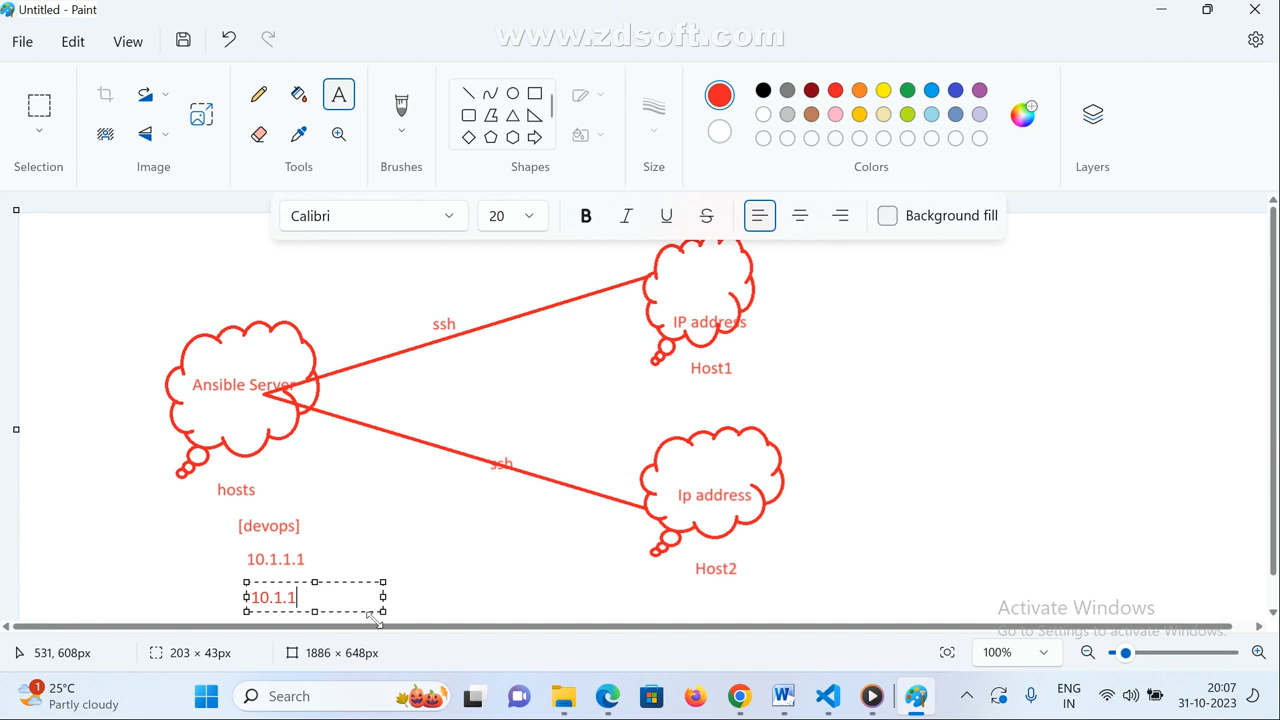 Untitled - Paint
www.zdsoft.com
File Edit View
Selection Image Tools Brushes Shapes Size Colors Layers
Calibri 20 B I U S Background fill
ssh
IP address
Host1
Ansible Server
ssh
Ip address
hosts
[devops]
10.1.1.1
Host2
10.1.1
Activate Windows
Go to Settings to activate Windows.
531, 608px 203 × 43px 1886 × 648px 100%
1 25°C
Partly cloudy
Search
ENG
IN
20:07
31-10-2023